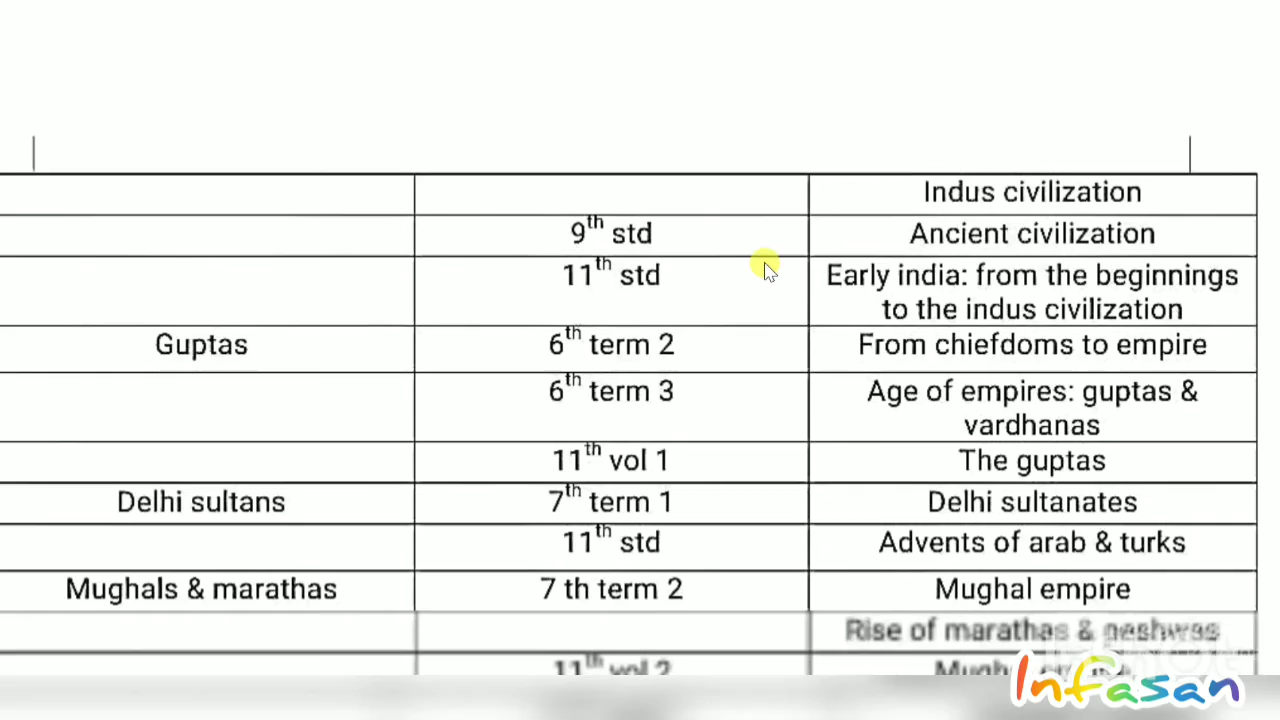 Indus civilization
9th std Ancient civilization
11th std Early india: from the beginnings
to the indus civilization
Guptas 6th term 2 From chiefdoms to empire
6th term 3 Age of empires: guptas &
vardhanas
11th vol 1 The guptas
Delhi sultans 7th term 1 Delhi sultanates
11th std Advents of arab & turks
Mughals & marathas 7 th term 2 Mughal empire
Rise of marathas & peshwas
11th vol 2
Infasan